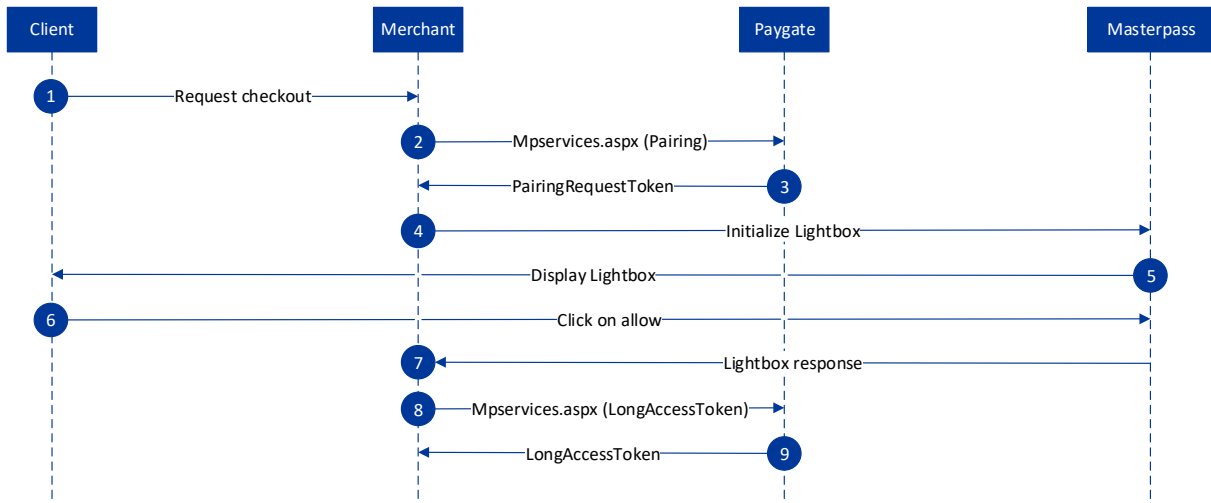 Client
Merchant
Paygate
Masterpass
1
Request checkout
2
Mpservices.aspx (Pairing)
PairingRequestToken
3
4
Initialize Lightbox
Display Lightbox
5
6
Click on allow
7
Lightbox response
8
Mpservices.aspx (LongAccessToken)
LongAccessToken
9